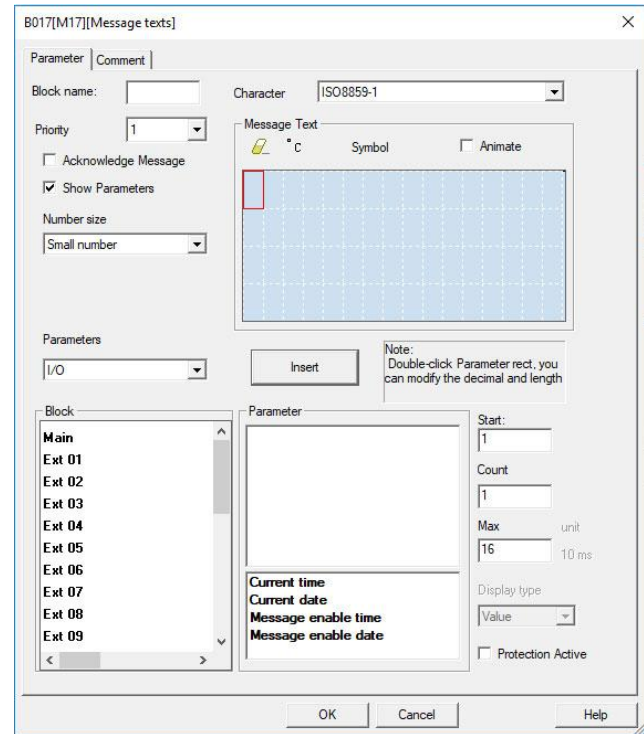 B017[M17][Message texts]
Parameter
Comment
Block name:
Character
ISO8859-1
Priority
1
Message Text
°C
Symbol
Animate
Acknowledge Message
Show Parameters
Number size
Small number
Parameters
I/O
Insert
Note:
Double-click Parameter rect, you
can modify the decimal and length
Block
Main
Ext 01
Ext 02
Ext 03
Ext 04
Ext 05
Ext 06
Ext 07
Ext 08
Ext 09
Parameter
Current time
Current date
Message enable time
Message enable date
Start:
1
Count
1
Max
unit
16
10 ms
Display type
Value
Protection Active
OK
Cancel
Help